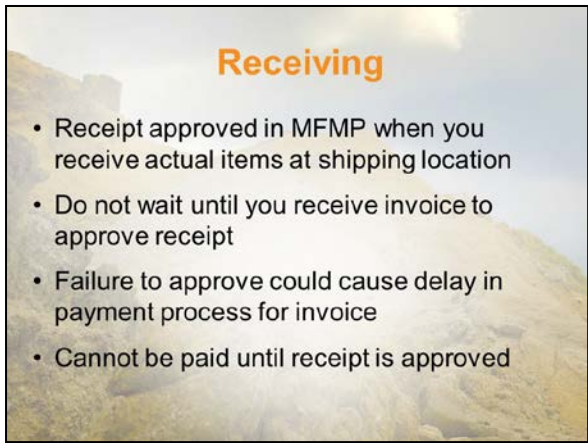 Receiving
• Receipt approved in MFMP when you
receive actual items at shipping location
• Do not wait until you receive invoice to
approve receipt
• Failure to approve could cause delay in
payment process for invoice
• Cannot be paid until receipt is approved